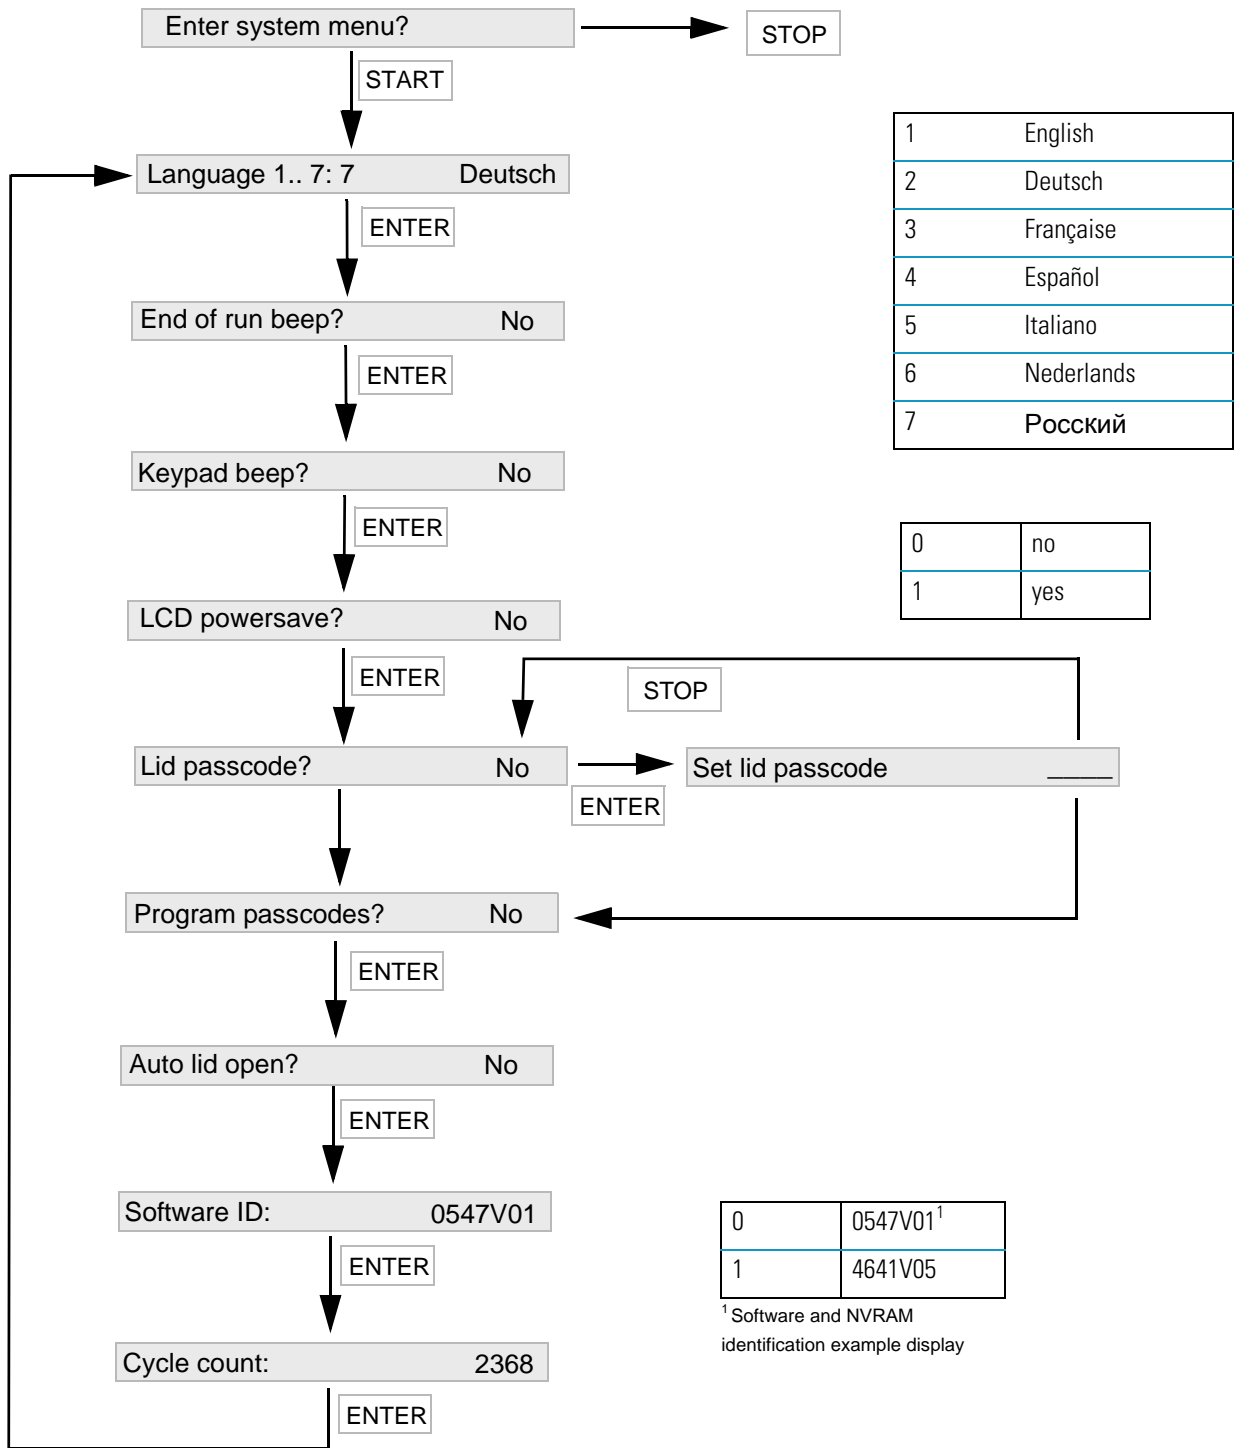 Enter system menu?
STOP
START
Language 1.. 7: 7 Deutsch
ENTER
End of run beep? No
ENTER
Keypad beep? No
ENTER
LCD powersave? No
ENTER
STOP
Lid passcode? No
ENTER
Set lid passcode ____
Program passcodes? No
ENTER
Auto lid open? No
ENTER
Software ID: 0547V01
ENTER
Cycle count: 2368
ENTER
1 English
2 Deutsch
3 Française
4 Español
5 Italiano
6 Nederlands
7 Росский
0 no
1 yes
0 0547V01¹
1 4641V05
¹ Software and NVRAM
identification example display